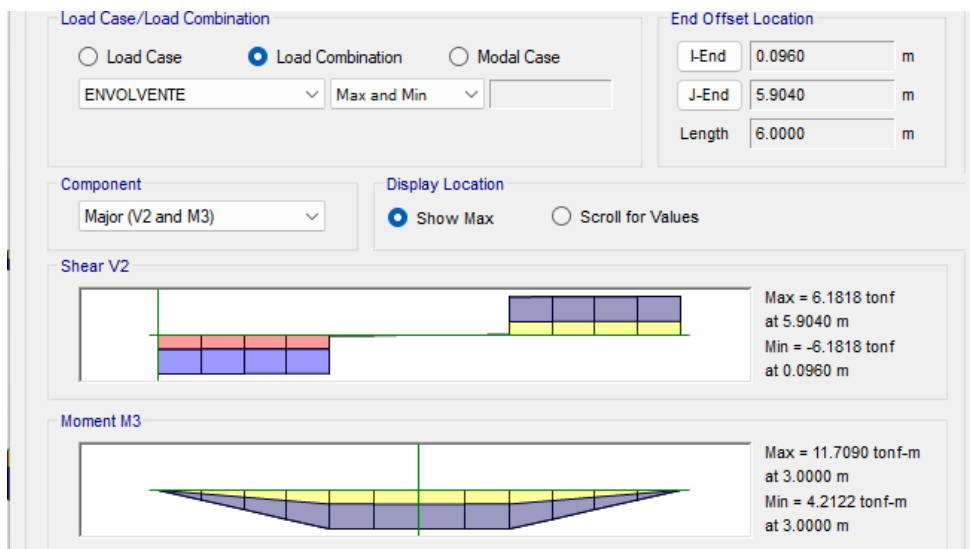 Load Case/Load Combination
End Offset Location
Load Case
Load Combination
Modal Case
I-End
0.0960
m
ENVOLVENTE
Max and Min
J-End
5.9040
m
Length
6.0000
m
Component
Display Location
Major (V2 and M3)
Show Max
Scroll for Values
Shear V2
Max = 6.1818 tonf
at 5.9040 m
Min = -6.1818 tonf
at 0.0960 m
Moment M3
Max = 11.7090 tonf-m
at 3.0000 m
Min = 4.2122 tonf-m
at 3.0000 m